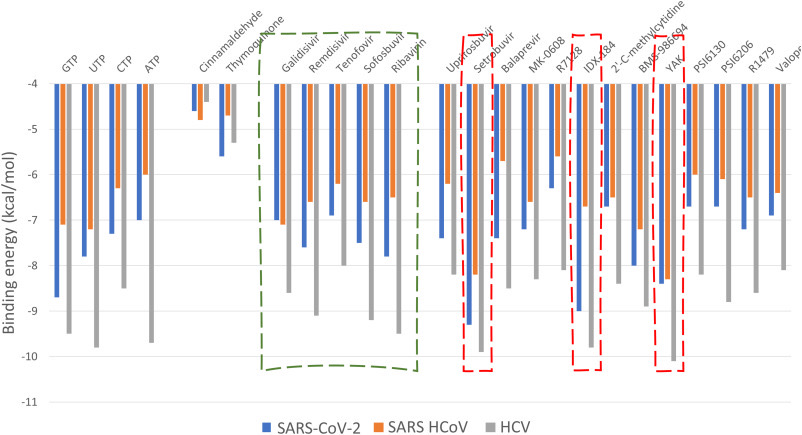 GTP
UTP
CTP
ATP
Cinnamaldehyde
Thymoquinone
Galidisivir
Remdisivir
Tenofovir
Sofosbuvir
Ribavirin
Uprifosbuvir
Setrobuvir
Balaprevir
MK-0608
R7128
IDX-184
2'-C-methylcytidine
BMS-986094
YAK
PSI6130
PSI6206
R1479
Valop
Binding energy (kcal/mol)
-4
-5
-6
-7
-8
-9
-10
-11
SARS-CoV-2 SARS HCoV HCV